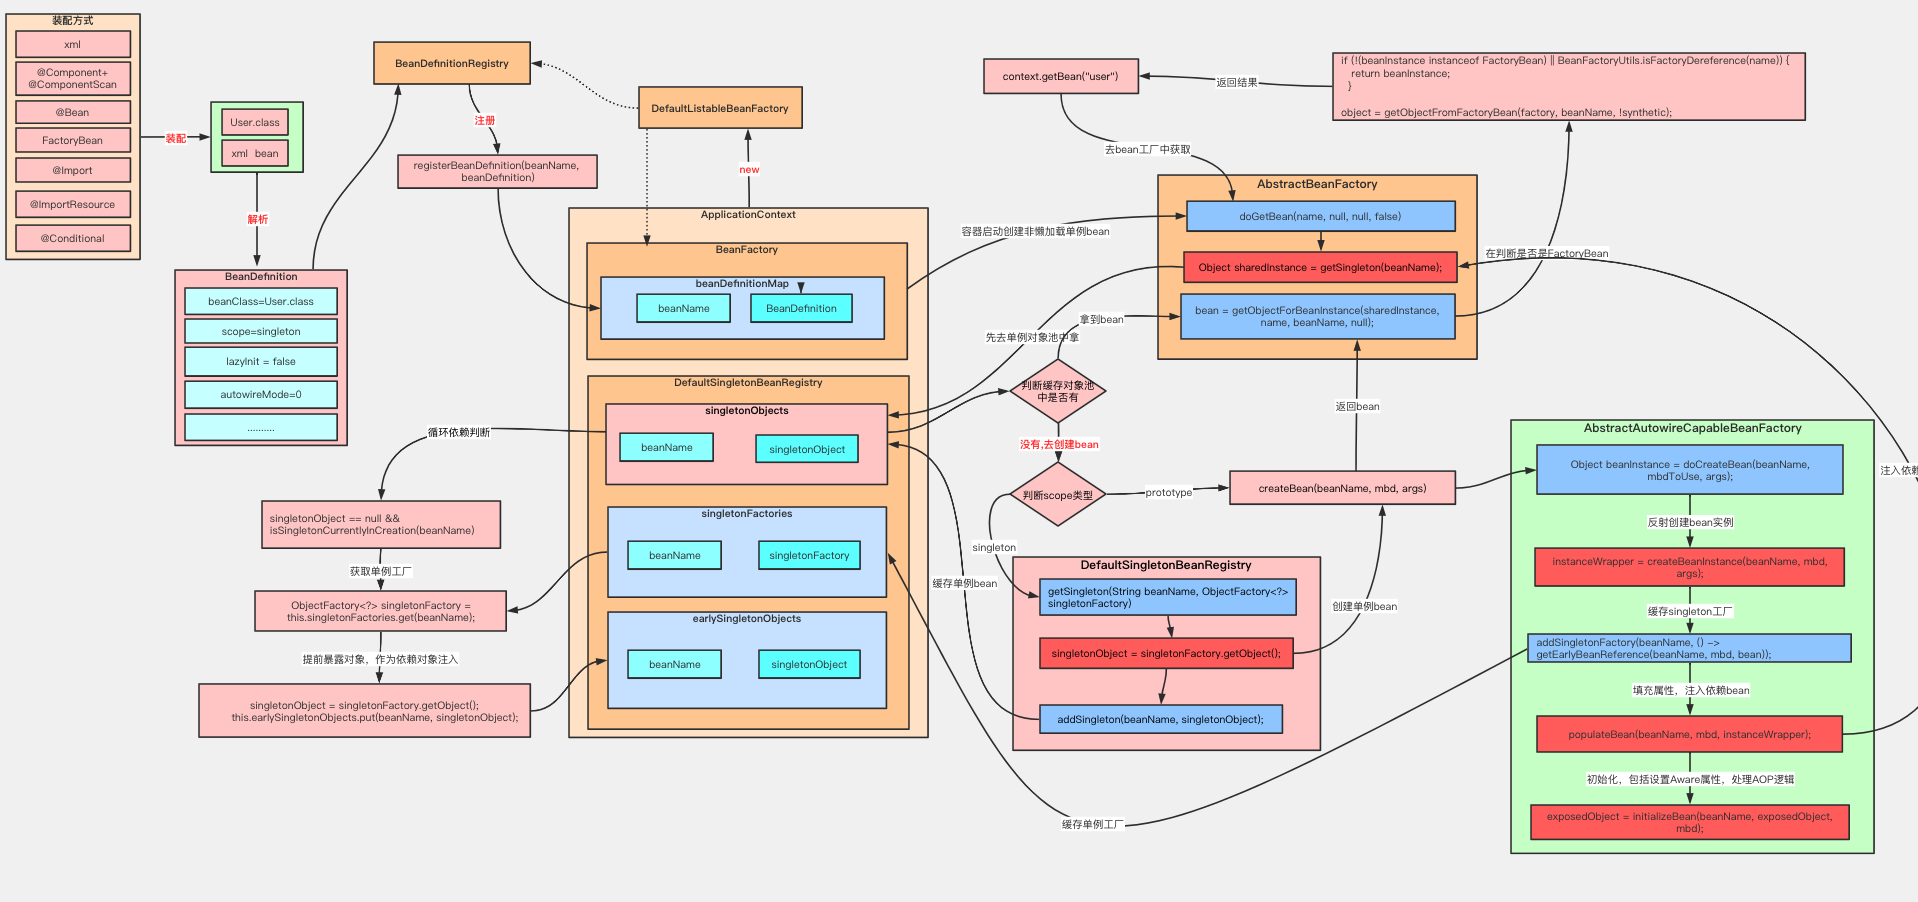 装配方式
xml
@Component+
@ComponentScan
@Bean
FactoryBean
@Import
@ImportResource
@Conditional
装配
User.class
xml bean
解析
BeanDefinition
beanClass=User.class
scope=singleton
lazyInit = false
autowireMode=0
..........
BeanDefinitionRegistry
注册
registerBeanDefinition(beanName,
beanDefinition)
DefaultListableBeanFactory
new
ApplicationContext
BeanFactory
beanDefinitionMap
beanName
BeanDefinition
DefaultSingletonBeanRegistry
singletonObjects
beanName
singletonObject
singletonFactories
beanName
singletonFactory
earlySingletonObjects
beanName
singletonObject
循环依赖判断
singletonObject == null &&
isSingletonCurrentlyInCreation(beanName)
获取单例工厂
ObjectFactory<?> singletonFactory =
this.singletonFactories.get(beanName);
提前暴露对象，作为依赖对象注入
singletonObject = singletonFactory.getObject();
this.earlySingletonObjects.put(beanName, singletonObject);
context.getBean("user")
返回结果
if (!(beanInstance instanceof FactoryBean) || BeanFactoryUtils.isFactoryDereference(name)) {
return beanInstance;
}
object = getObjectFromFactoryBean(factory, beanName, !synthetic);
去bean工厂中获取
容器启动创建非懒加载单例bean
AbstractBeanFactory
doGetBean(name, null, null, false)
Object sharedInstance = getSingleton(beanName);
bean = getObjectForBeanInstance(sharedInstance,
name, beanName, null);
在判断是否是FactoryBean
先去单例对象池中拿
拿到bean
判断缓存对象池
中是否有
没有,去创建bean
判断scope类型
prototype
singleton
返回bean
createBean(beanName, mbd, args)
缓存单例bean
DefaultSingletonBeanRegistry
getSingleton(String beanName, ObjectFactory<?>
singletonFactory)
singletonObject = singletonFactory.getObject();
addSingleton(beanName, singletonObject);
创建单例bean
缓存单例工厂
AbstractAutowireCapableBeanFactory
Object beanInstance = doCreateBean(beanName,
mbdToUse, args);
反射创建bean实例
instanceWrapper = createBeanInstance(beanName, mbd,
args);
缓存singleton工厂
addSingletonFactory(beanName, () ->
getEarlyBeanReference(beanName, mbd, bean));
填充属性，注入依赖bean
populateBean(beanName, mbd, instanceWrapper);
初始化，包括设置Aware属性，处理AOP逻辑
exposedObject = initializeBean(beanName, exposedObject,
mbd);
注入依赖